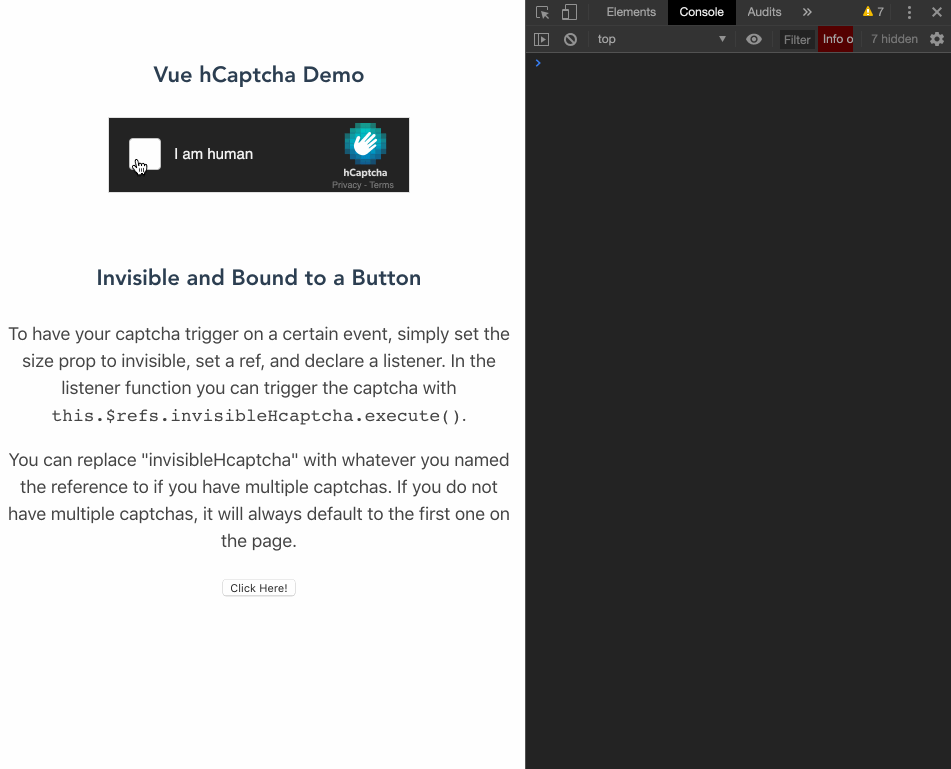 Vue hCaptcha Demo
I am human
hCaptcha
Privacy - Terms
Invisible and Bound to a Button
To have your captcha trigger on a certain event, simply set the
size prop to invisible, set a ref, and declare a listener. In the
listener function you can trigger the captcha with
this.$refs.invisibleHcaptcha.execute().
You can replace "invisibleHcaptcha" with whatever you named
the reference to if you have multiple captchas. If you do not
have multiple captchas, it will always default to the first one on
the page.
Click Here!
Elements Console Audits » 7
top Filter Info o 7 hidden